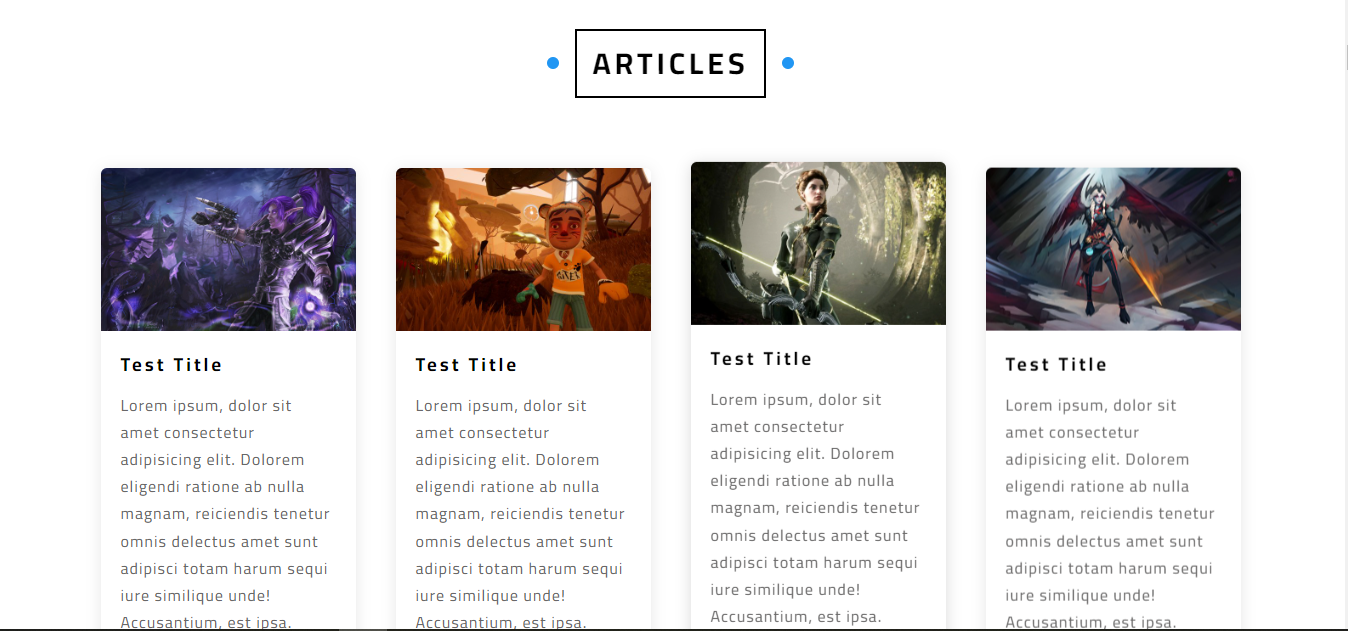 ARTICLES
Test Title
Lorem ipsum, dolor sit
amet consectetur
adipisicing elit. Dolorem
eligendi ratione ab nulla
magnam, reiciendis tenetur
omnis delectus amet sunt
adipisci totam harum sequi
iure similique unde!
Accusantium, est ipsa.
Test Title
Lorem ipsum, dolor sit
amet consectetur
adipisicing elit. Dolorem
eligendi ratione ab nulla
magnam, reiciendis tenetur
omnis delectus amet sunt
adipisci totam harum sequi
iure similique unde!
Accusantium, est ipsa.
Test Title
Lorem ipsum, dolor sit
amet consectetur
adipisicing elit. Dolorem
eligendi ratione ab nulla
magnam, reiciendis tenetur
omnis delectus amet sunt
adipisci totam harum sequi
iure similique unde!
Accusantium, est ipsa.
Test Title
Lorem ipsum, dolor sit
amet consectetur
adipisicing elit. Dolorem
eligendi ratione ab nulla
magnam, reiciendis tenetur
omnis delectus amet sunt
adipisci totam harum sequi
iure similique unde!
Accusantium, est ipsa.